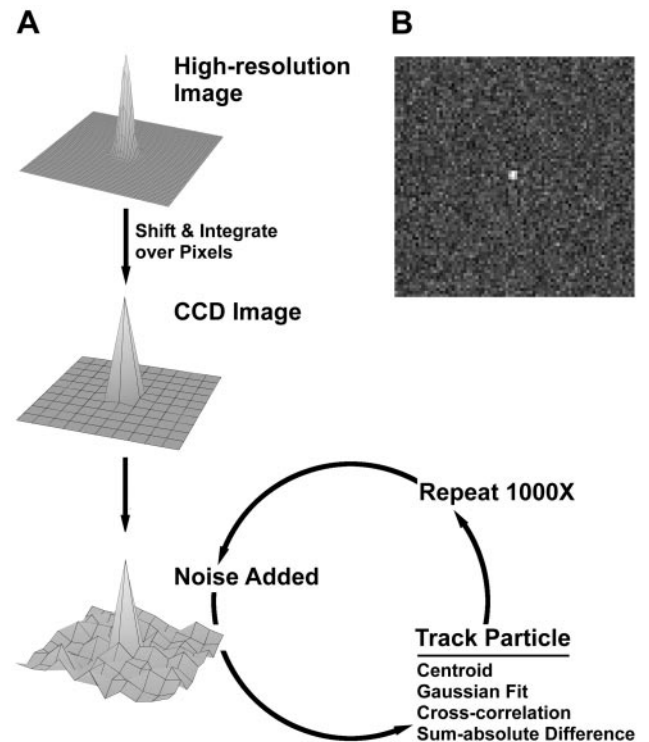 A
High-resolution
Image
Shift & Integrate
over Pixels
CCD Image
Noise Added
Repeat 1000X
Track Particle
Centroid
Gaussian Fit
Cross-correlation
Sum-absolute Difference
B